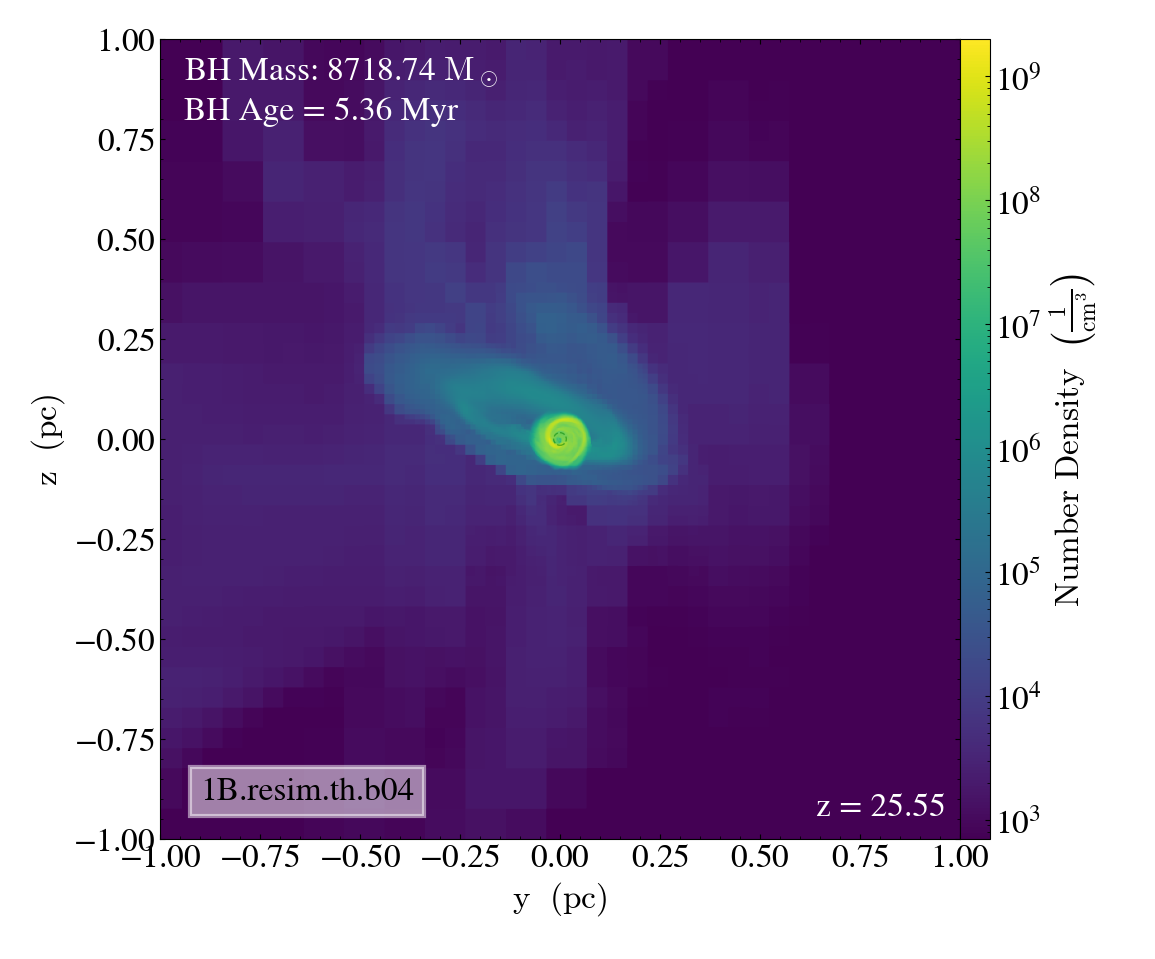 BH Mass: 8718.74 M⊙
BH Age = 5.36 Myr
1.00
0.75
0.50
0.25
0.00
−0.25
−0.50
−0.75
−1.00
z (pc)
1B.resim.th.b04
z = 25.55
−1.00 −0.75 −0.50 −0.25 0.00 0.25 0.50 0.75 1.00
y (pc)
10⁹
10⁸
10⁷
10⁶
10⁵
10⁴
10³
Number Density (1/cm³)